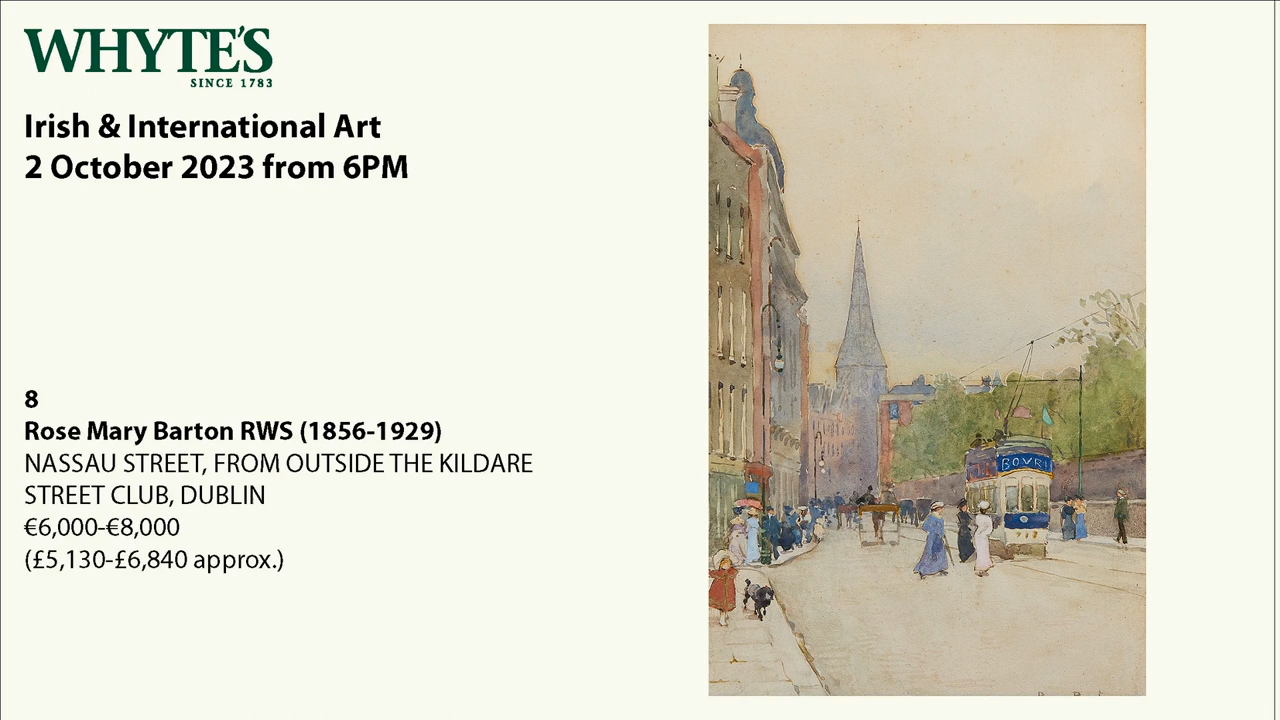 WHYTE'S
SINCE 1783
Irish & International Art
2 October 2023 from 6PM
8
Rose Mary Barton RWS (1856-1929)
NASSAU STREET, FROM OUTSIDE THE KILDARE
STREET CLUB, DUBLIN
€6,000-€8,000
(£5,130-£6,840 approx.)
BOVRI